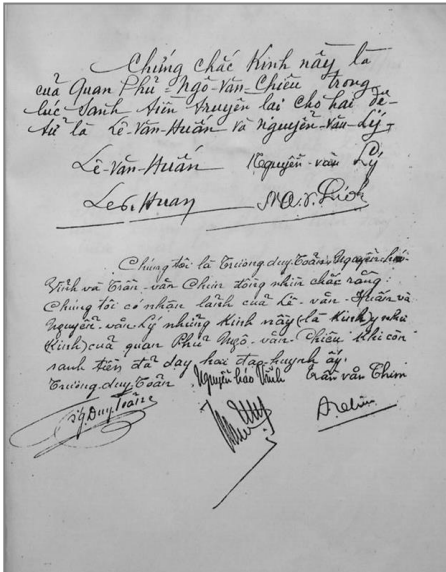 Chứng chắc Kinh nầy là
của Quan Phủ Ngô-văn-Chiêu trong
lúc sanh tiền truyền lại cho hai đệ-
tử là Lê-Văn-Huấn và Nguyễn-văn-Lý
Lê-Văn-Huấn Nguyễn-văn Lý
Chúng tôi là Trương duy Toản, Nguyễn háo
Vĩnh và Trần-văn Chim đồng nhìn chắc rằng
Chúng tôi có nhận lãnh của Lê-văn-Huấn và
Nguyễn-văn-Lý những Kinh nầy (là Kinh)
Kinh) của quan Phủ Ngô-văn-Chiêu khi còn
sanh tiền đã dạy hai đạo huynh ấy.
Trương duy Toản Nguyễn háo Vĩnh Trần văn Chim
Duy Toản